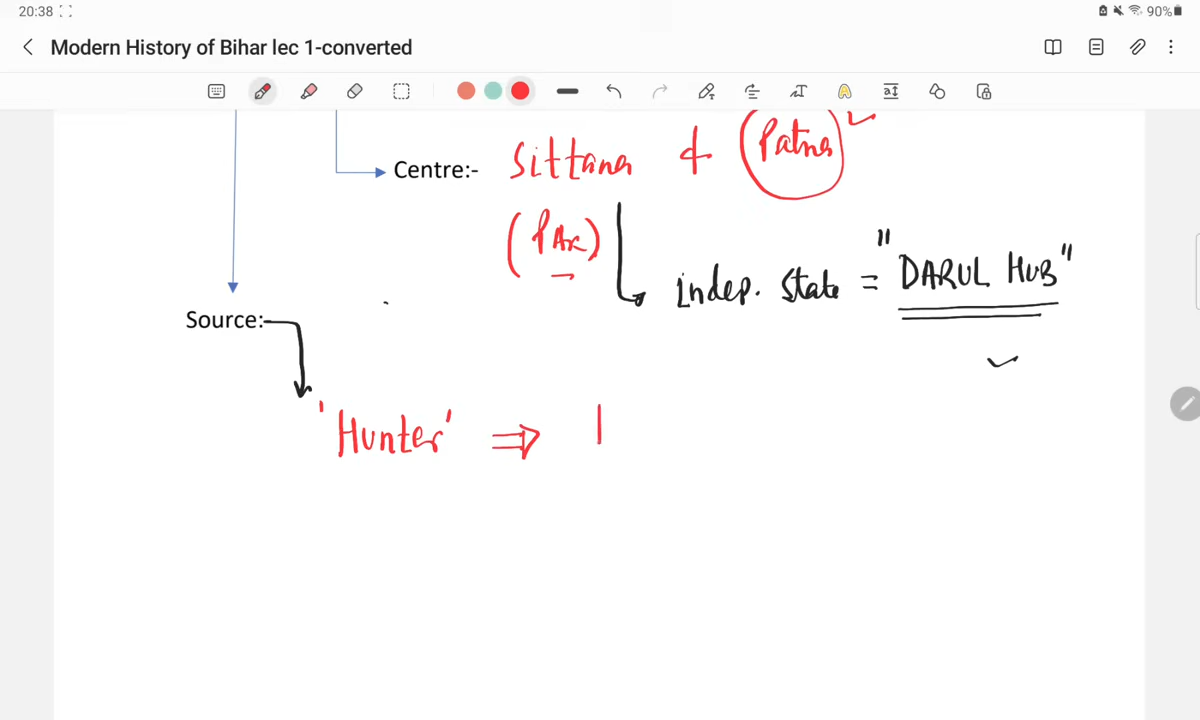 20:38
90%
Modern History of Bihar lec 1-converted
Centre:- Sittana & (Patna)
(PAK)
indep. State = "DARUL HUB"
Source:-
'Hunter' ⇒ I